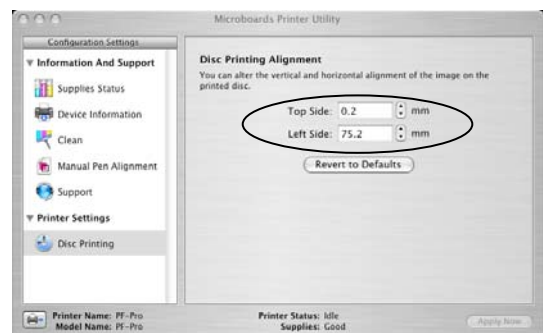 Microboards Printer Utility
Configuration Settings
Information And Support
Supplies Status
Device Information
Clean
Manual Pen Alignment
Support
Printer Settings
Disc Printing
Disc Printing Alignment
You can alter the vertical and horizontal alignment of the image on the
printed disc.
Top Side: 0.2 mm
Left Side: 75.2 mm
Revert to Defaults
Printer Name: PF-Pro
Model Name: PF-Pro
Printer Status: Idle
Supplies: Good
Apply Now